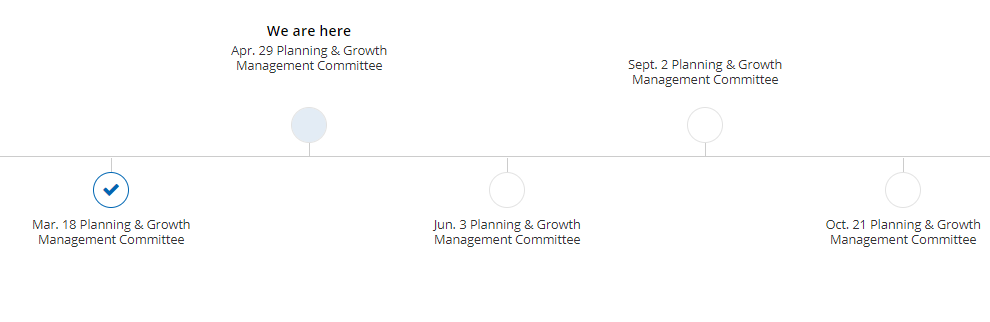 We are here
Apr. 29 Planning & Growth
Management Committee
Sept. 2 Planning & Growth
Management Committee
Mar. 18 Planning & Growth
Management Committee
Jun. 3 Planning & Growth
Management Committee
Oct. 21 Planning & Growth
Management Committee